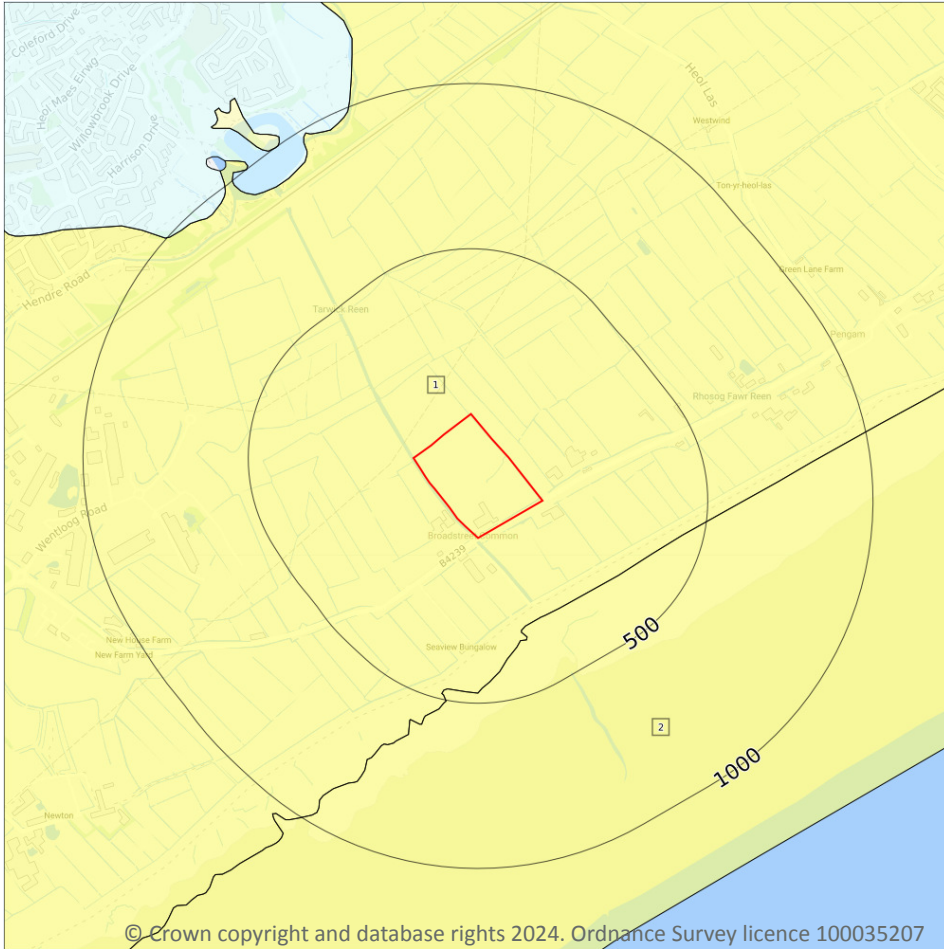 Coleford Drive
Heol Maes Eirwg
Willowbrook Drive
Harrison Drive
Heol Las
Westwind
Ton-yr-heol-las
Hendre Road
Green Lane Farm
Tarwick Reen
Pengarn
1
Rhosog Fawr Reen
Wentloog Road
Broadstreet Common
B4239
New House Farm
New Farm Yard
Seaview Bungalow
500
2
1000
Newton
© Crown copyright and database rights 2024. Ordnance Survey licence 100035207